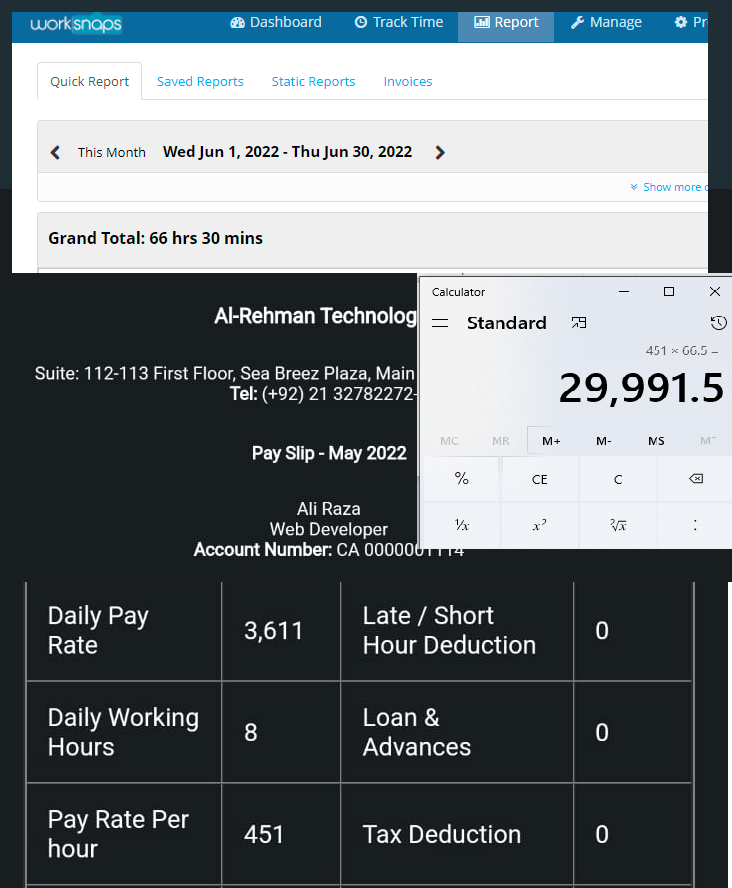 worksnaps Dashboard Track Time Report Manage Pr
Quick Report Saved Reports Static Reports Invoices
This Month Wed Jun 1, 2022 - Thu Jun 30, 2022
Show more
Grand Total: 66 hrs 30 mins
Al-Rehman Technolog
Suite: 112-113 First Floor, Sea Breez Plaza, Main
Tel: (+92) 21 32782272-
Pay Slip - May 2022
Ali Raza
Web Developer
Account Number: CA 0000001114
Calculator
Standard
451 × 66.5 =
29,991.5
MC MR M+ M- MS M
% CE C
¹/x x² ²√x
Daily Pay
Rate
3,611
Late / Short
Hour Deduction
0
Daily Working
Hours
8
Loan &
Advances
0
Pay Rate Per
hour
451
Tax Deduction
0